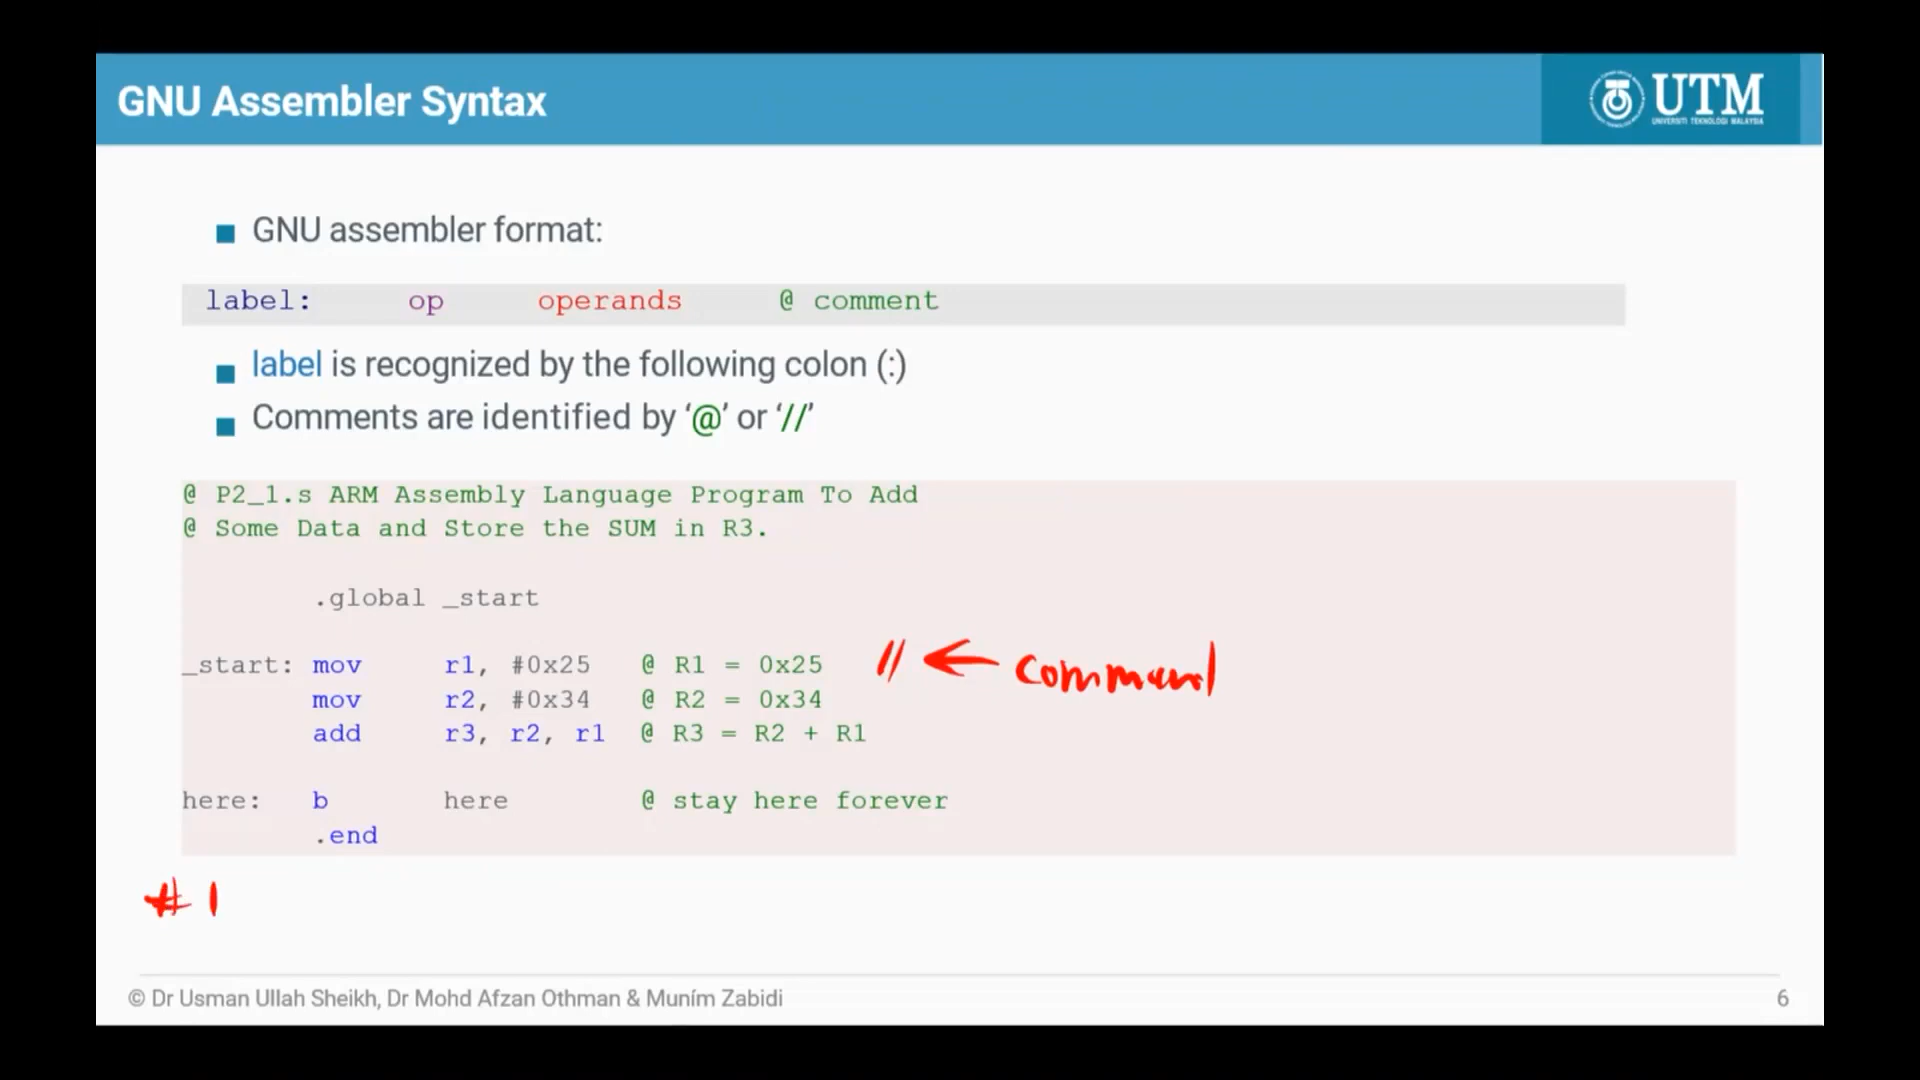 GNU Assembler Syntax
UTM
UNIVERSITI TEKNOLOGI MALAYSIA
GNU assembler format:
label: op operands @ comment
label is recognized by the following colon (:)
Comments are identified by ‘@’ or ‘//’
@ P2_1.s ARM Assembly Language Program To Add
@ Some Data and Store the SUM in R3.
.global _start
_start: mov r1, #0x25 @ R1 = 0x25 // ←
mov r2, #0x34 @ R2 = 0x34
add r3, r2, r1 @ R3 = R2 + R1
here: b here @ stay here forever
.end
# 1
© Dr Usman Ullah Sheikh, Dr Mohd Afzan Othman & Muním Zabidi
6